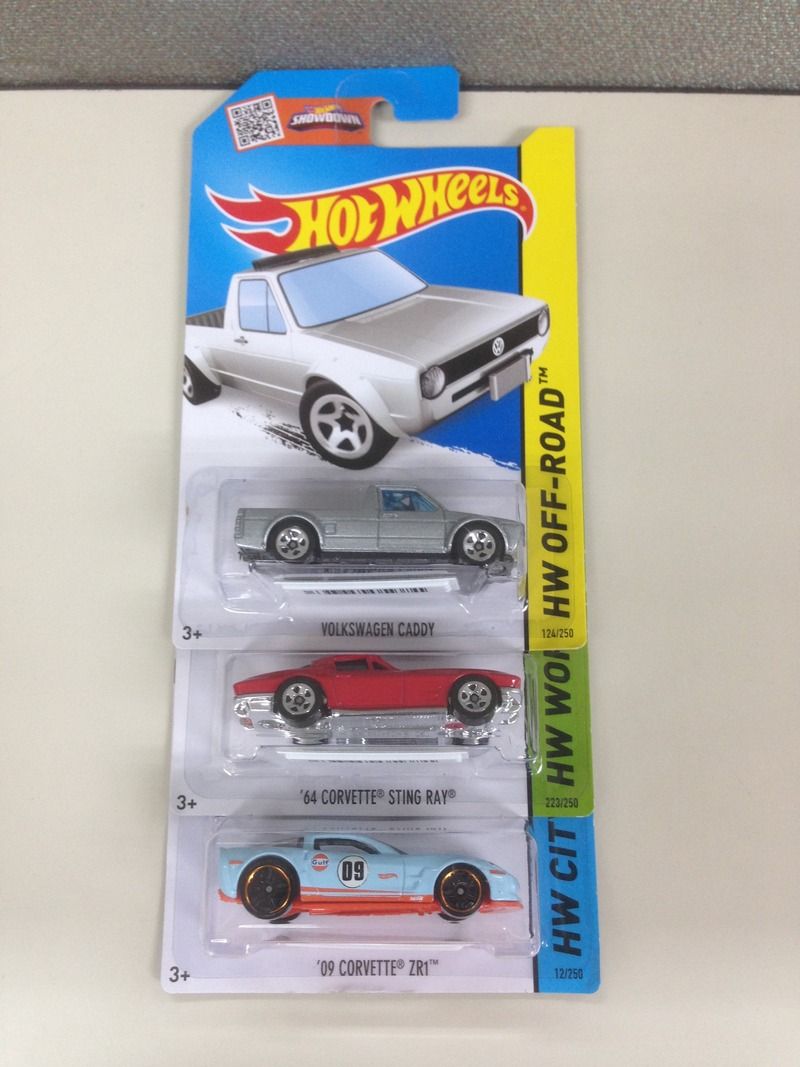 SHOWDOWN
HOT WHEELS®
HW OFF-ROAD™
3+
VOLKSWAGEN CADDY
124/250
HW WOR
3+
'64 CORVETTE® STING RAY®
223/250
HW CITY
Gulf
09
3+
'09 CORVETTE® ZR1™
12/250